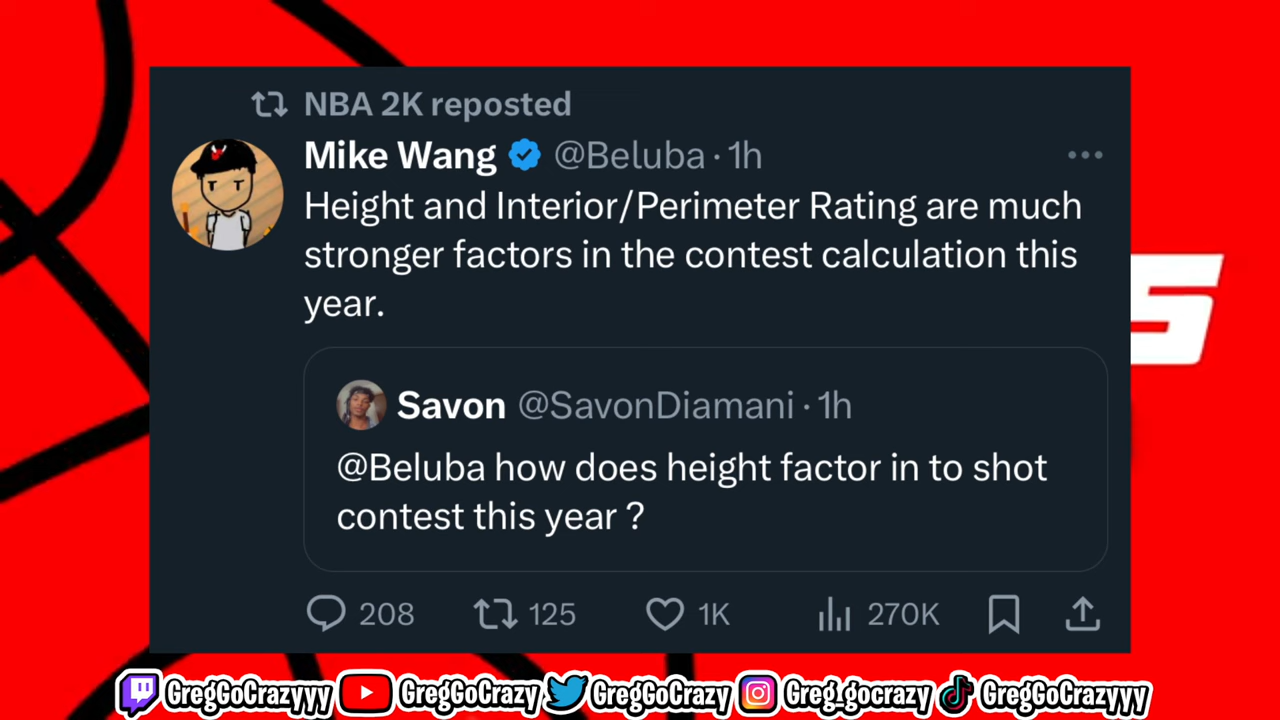 NBA 2K reposted
Mike Wang @Beluba · 1h
Height and Interior/Perimeter Rating are much
stronger factors in the contest calculation this
year.
Savon @SavonDiamani · 1h
@Beluba how does height factor in to shot
contest this year ?
208 125 1K 270K
GregGoCrazyyy GregGoCrazy GregGoCrazy Greg_gocrazy GregGoCrazyyy